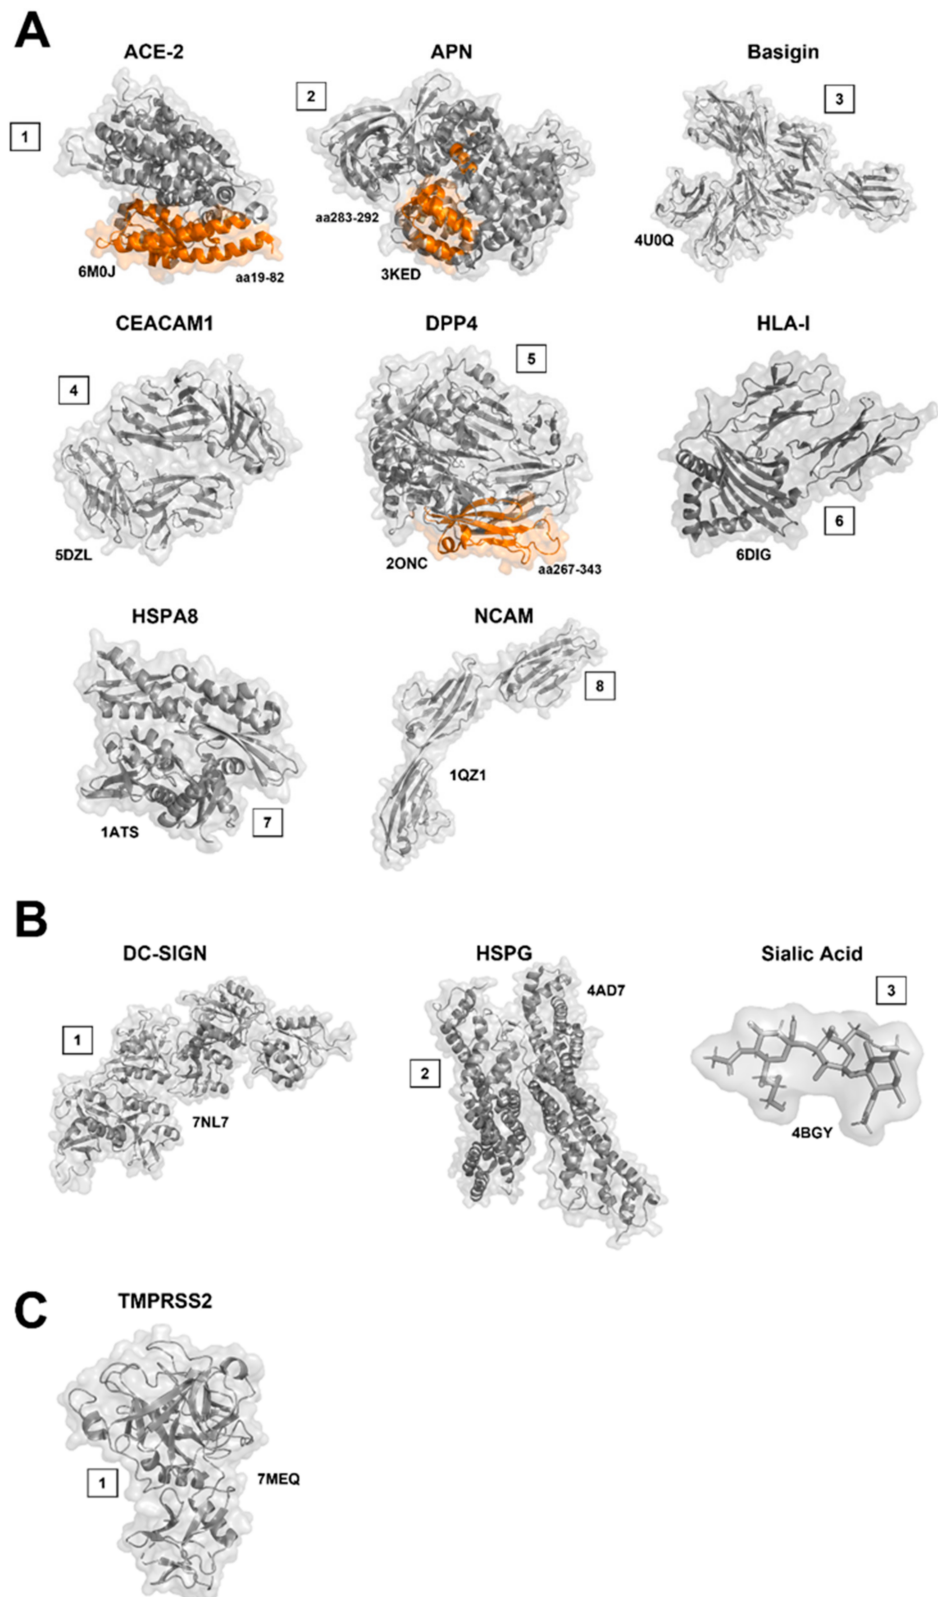 A
ACE-2
APN
Basigin
1
2
3
6M0J
aa19-82
aa283-292
3KED
4U0Q
CEACAM1
DPP4
HLA-I
4
5
6
5DZL
2ONC
aa267-343
6DIG
HSPA8
NCAM
7
8
1ATS
1QZ1
B
DC-SIGN
HSPG
Sialic Acid
1
2
3
7NL7
4AD7
4BGY
C
TMPRSS2
1
7MEQ